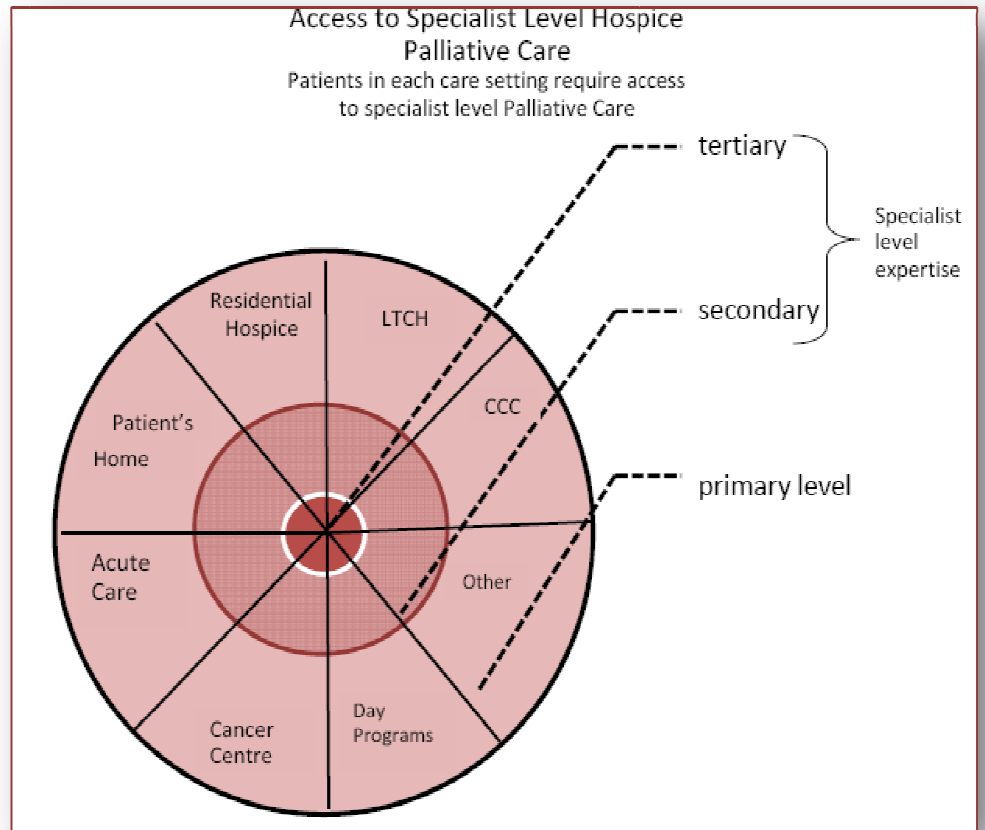 Access to Specialist Level Hospice
Palliative Care
Patients in each care setting require access
to specialist level Palliative Care
tertiary
Specialist
level
expertise
secondary
primary level
Residential
Hospice
LTCH
CCC
Patient's
Home
Acute
Care
Other
Cancer
Centre
Day
Programs